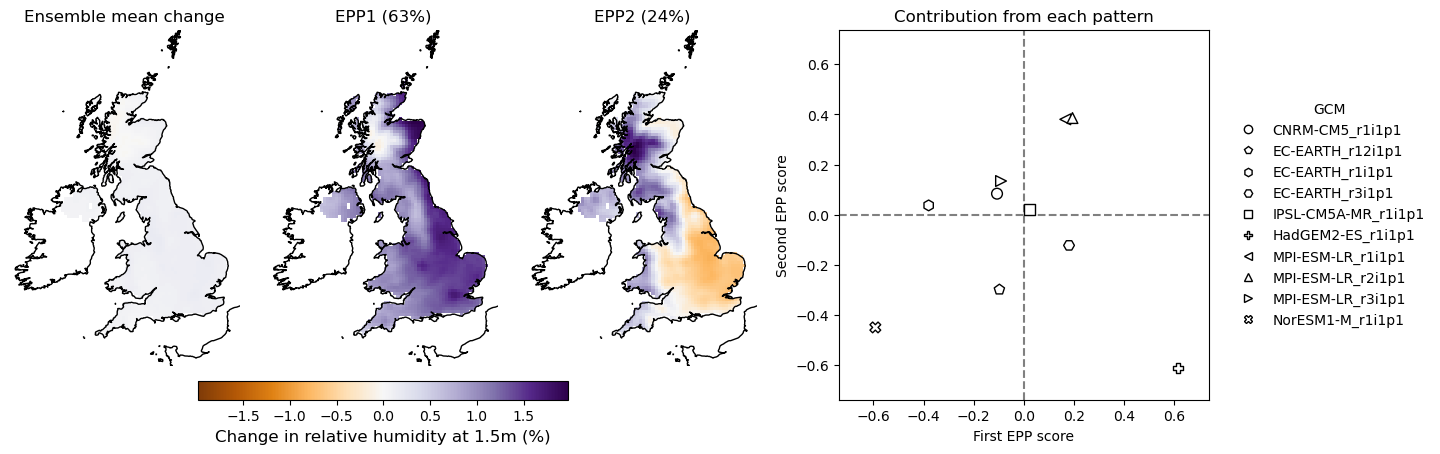 Ensemble mean change
EPP1 (63%)
EPP2 (24%)
−1.5 −1.0 −0.5 0.0 0.5 1.0 1.5
Change in relative humidity at 1.5m (%)
Contribution from each pattern
Second EPP score
0.6
0.4
0.2
0.0
−0.2
−0.4
−0.6
−0.6 −0.4 −0.2 0.0 0.2 0.4 0.6
First EPP score
GCM
CNRM-CM5_r1i1p1
EC-EARTH_r12i1p1
EC-EARTH_r1i1p1
EC-EARTH_r3i1p1
IPSL-CM5A-MR_r1i1p1
HadGEM2-ES_r1i1p1
MPI-ESM-LR_r1i1p1
MPI-ESM-LR_r2i1p1
MPI-ESM-LR_r3i1p1
NorESM1-M_r1i1p1